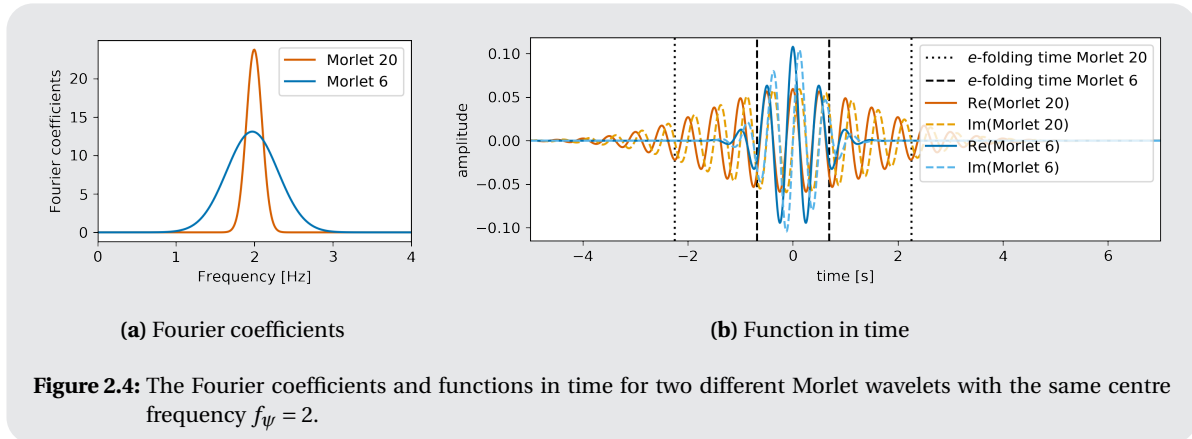 Fourier coefficients
20
15
10
5
0
Morlet 20
Morlet 6
0 1 2 3 4
Frequency [Hz]
(a) Fourier coefficients
amplitude
0.10
0.05
0.00
−0.05
−0.10
e-folding time Morlet 20
e-folding time Morlet 6
Re(Morlet 20)
Im(Morlet 20)
Re(Morlet 6)
Im(Morlet 6)
−4 −2 0 2 4 6
time [s]
(b) Function in time
Figure 2.4: The Fourier coefficients and functions in time for two different Morlet wavelets with the same centre
frequency fψ = 2.